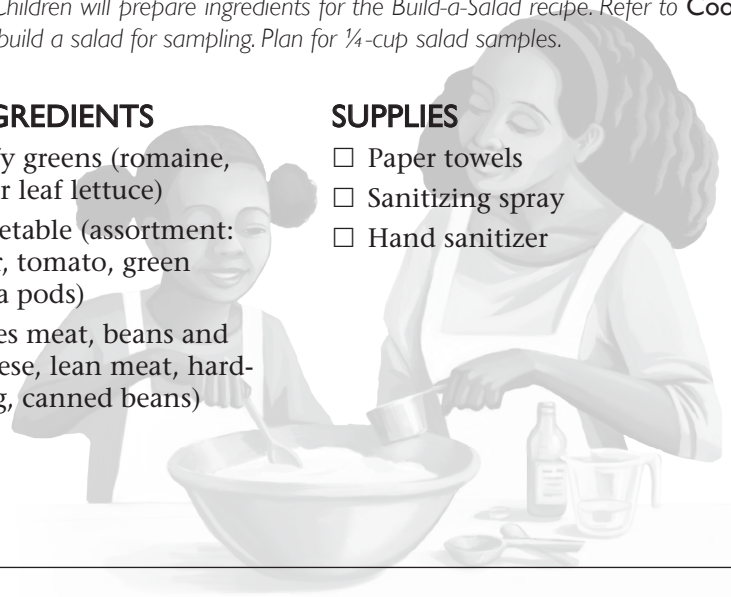 Children will prepare ingredients for the Build-a-Salad recipe. Refer to Coo
build a salad for sampling. Plan for ¼-cup salad samples.
GREDIENTS
y greens (romaine,
r leaf lettuce)
etable (assortment:
r, tomato, green
a pods)
es meat, beans and
ese, lean meat, hard-
g, canned beans)
SUPPLIES
☐ Paper towels
☐ Sanitizing spray
☐ Hand sanitizer